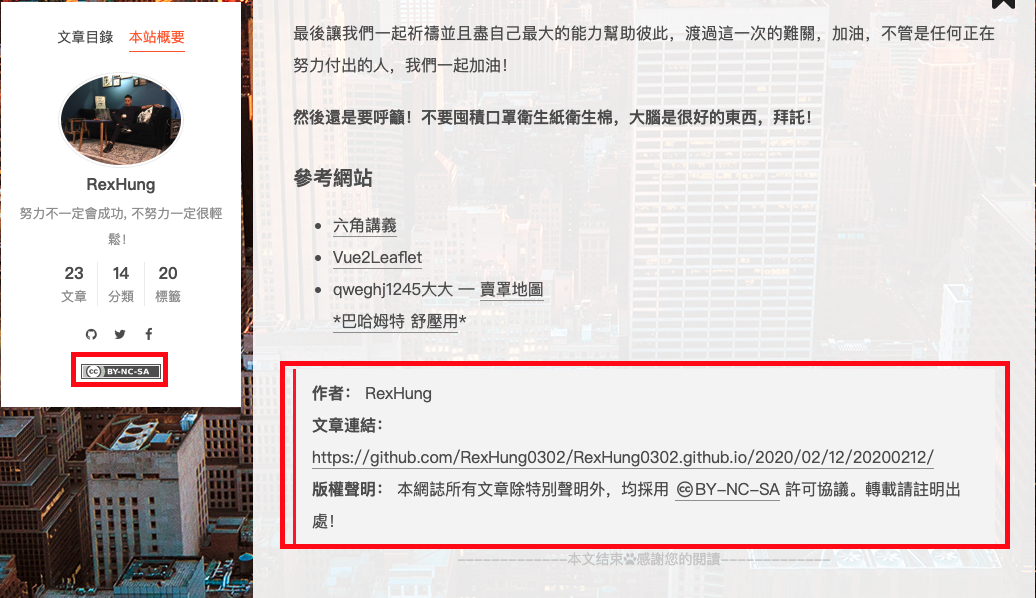 文章目錄 本站概要
RexHung
努力不一定會成功, 不努力一定很輕
鬆！
23 14 20
文章 分類 標籤
cc BY-NC-SA
最後讓我們一起祈禱並且盡自己最大的能力幫助彼此，渡過這一次的難關，加油，不管是任何正在
努力付出的人，我們一起加油！
然後還是要呼籲！不要囤積口罩衛生紙衛生棉，大腦是很好的東西，拜託！
參考網站
六角講義
Vue2Leaflet
qweghj1245大大 — 賣罩地圖
*巴哈姆特 舒壓用*
作者： RexHung
文章連結：
https://github.com/RexHung0302/RexHung0302.github.io/2020/02/12/20200212/
版權聲明： 本網誌所有文章除特別聲明外，均採用 BY-NC-SA 許可協議。轉載請註明出
處！
-------------本文结束感謝您的閱讀-------------